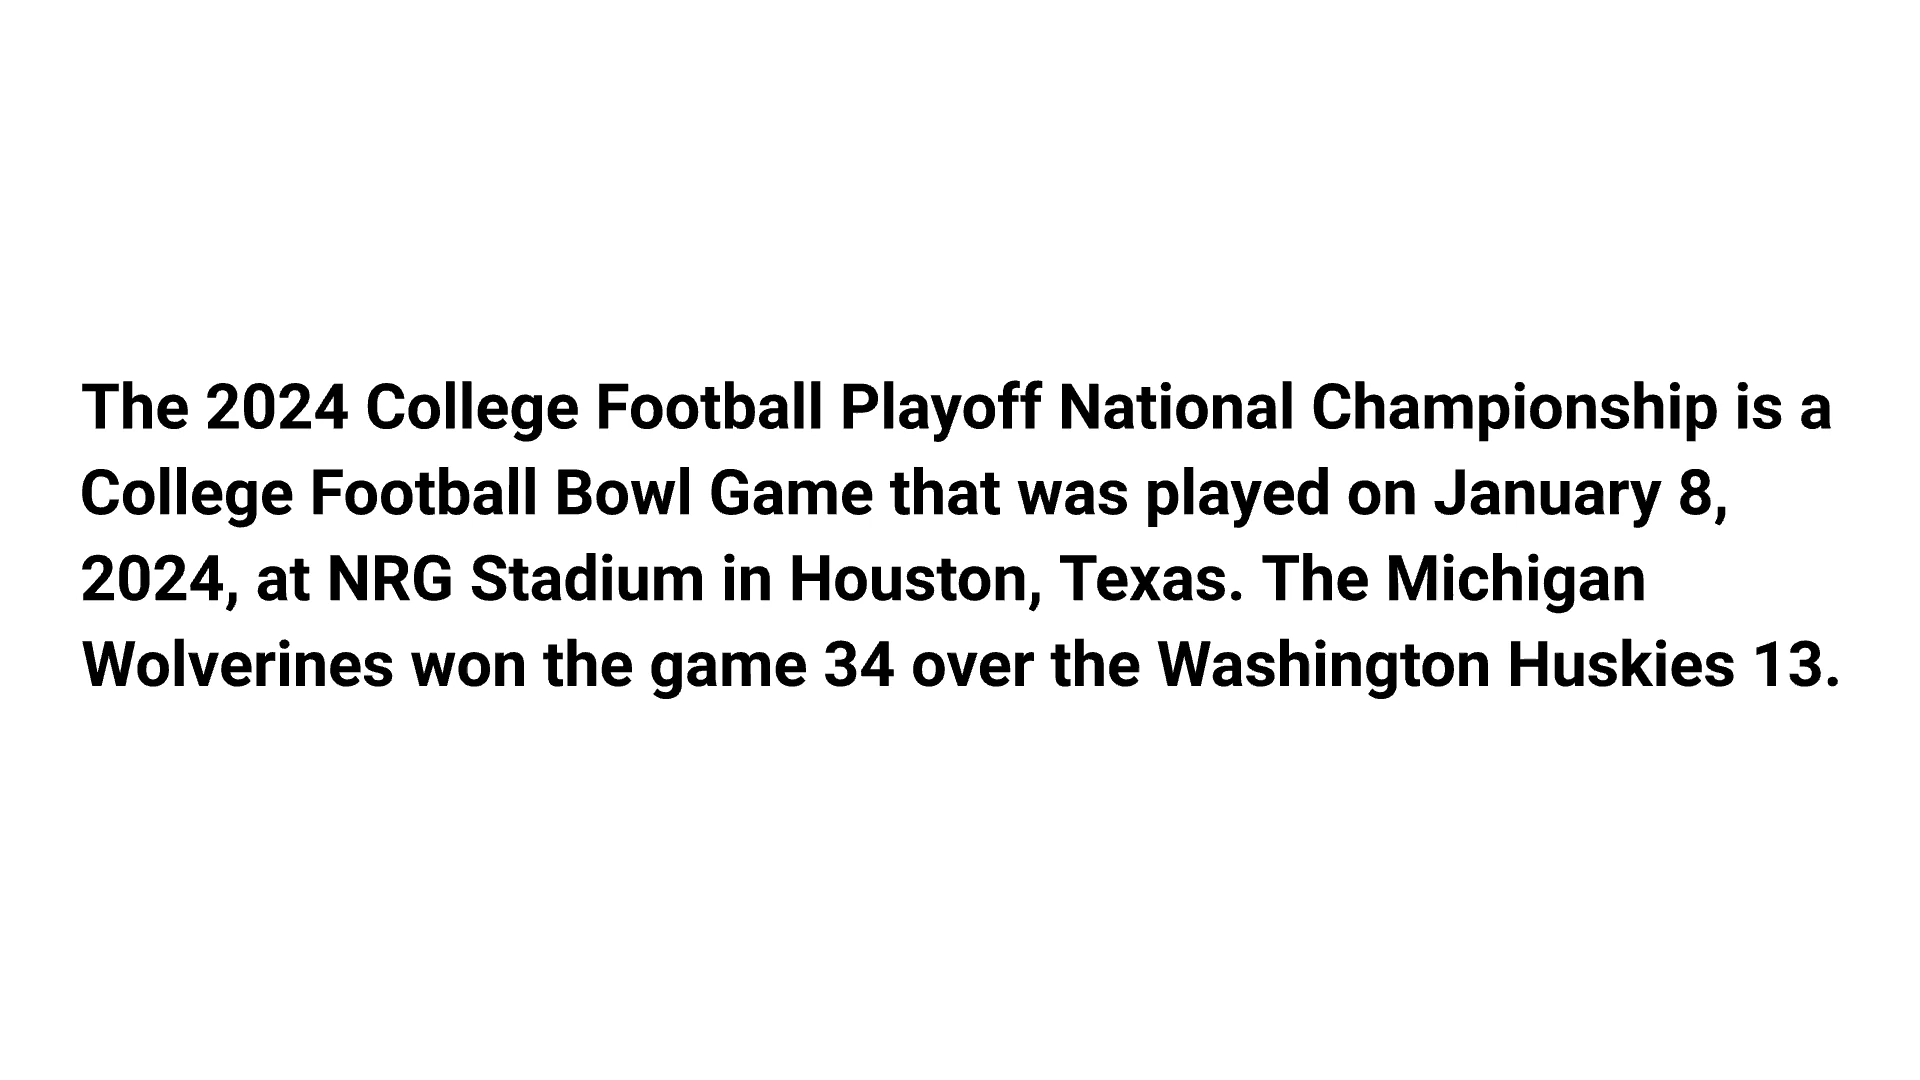 The 2024 College Football Playoff National Championship is a
College Football Bowl Game that was played on January 8,
2024, at NRG Stadium in Houston, Texas. The Michigan
Wolverines won the game 34 over the Washington Huskies 13.